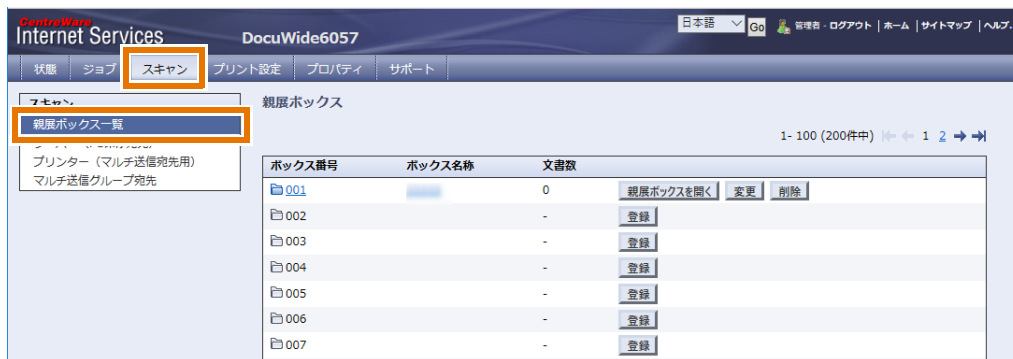 CentreWare
Internet Services
DocuWide6057
日本語 Go 管理者 - ログアウト | ホーム | サイトマップ | ヘルプ.
状態 ジョブ スキャン プリント設定 プロパティ サポート
スキャン
親展ボックス一覧
プリンター（マルチ送信宛先用）
マルチ送信グループ宛先
親展ボックス
1- 100 (200件中) 1 2
ボックス番号 ボックス名称 文書数
001 0 親展ボックスを開く 変更 削除
002 - 登録
003 - 登録
004 - 登録
005 - 登録
006 - 登録
007 - 登録